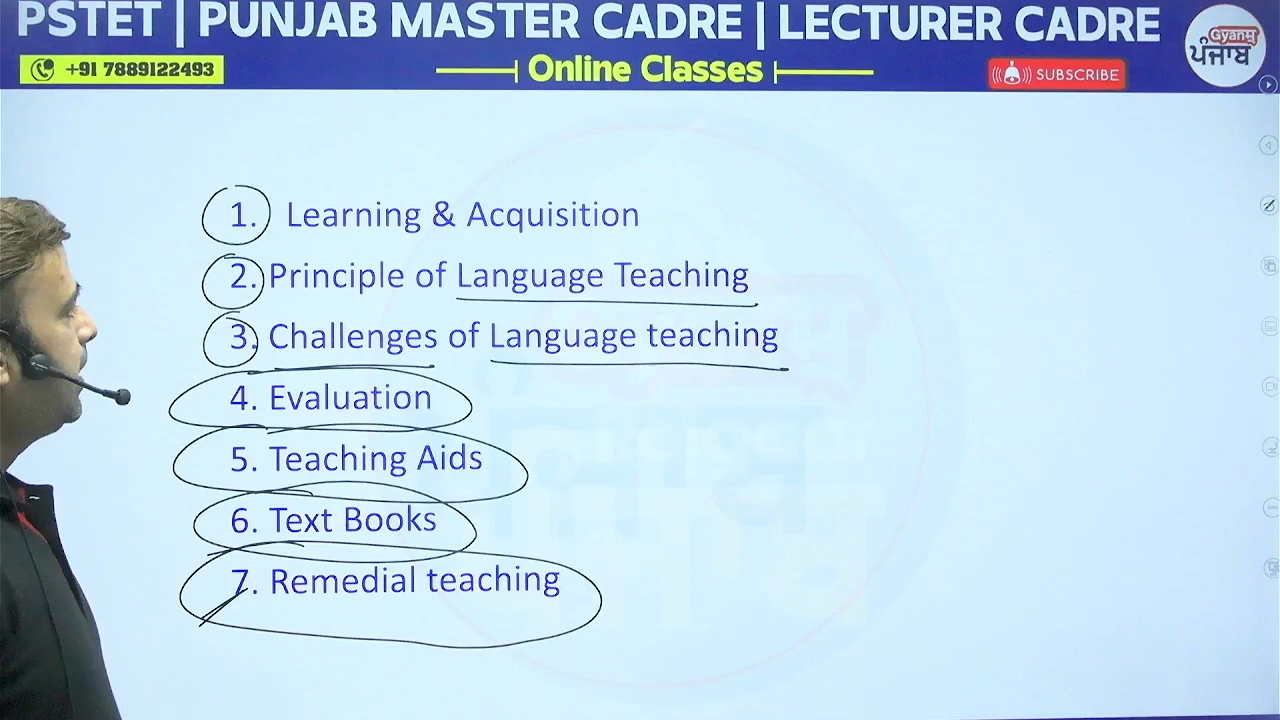 PSTET | PUNJAB MASTER CADRE | LECTURER CADRE
+91 7889122493
Online Classes
SUBSCRIBE
Gyanਮ
ਪੰਜਾਬ
1. Learning & Acquisition
2. Principle of Language Teaching
3. Challenges of Language teaching
4. Evaluation
5. Teaching Aids
6. Text Books
7. Remedial teaching